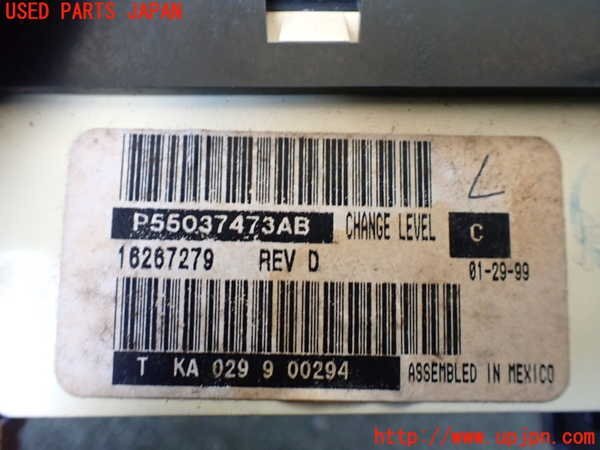 USED PARTS JAPAN
P55037473AB CHANGE LEVEL C
16267279 REV D 01-29-99
T KA 029 9 00294 ASSEMBLED IN MEXICO
http://www.upjpn.com/